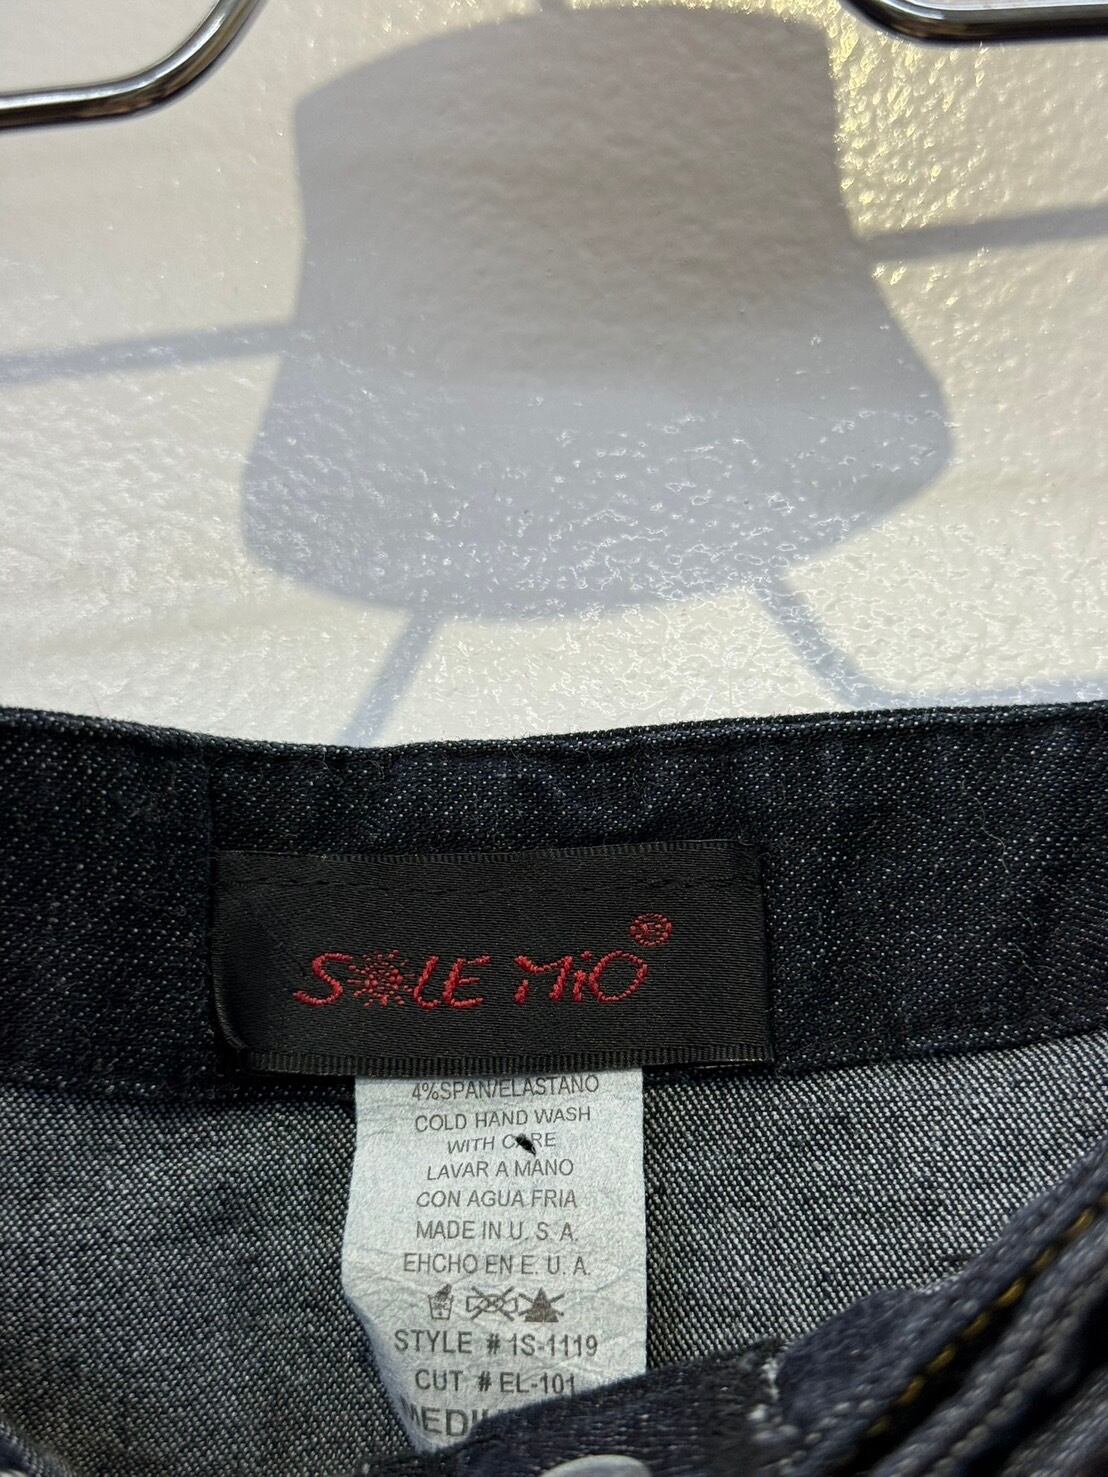 SOLE MiO ®
4%SPAN/ELASTANO
COLD HAND WASH
WITH CARE
LAVAR A MANO
CON AGUA FRIA
MADE IN U. S. A.
EHCHO EN E. U. A.
STYLE # 1S-1119
CUT # EL-101